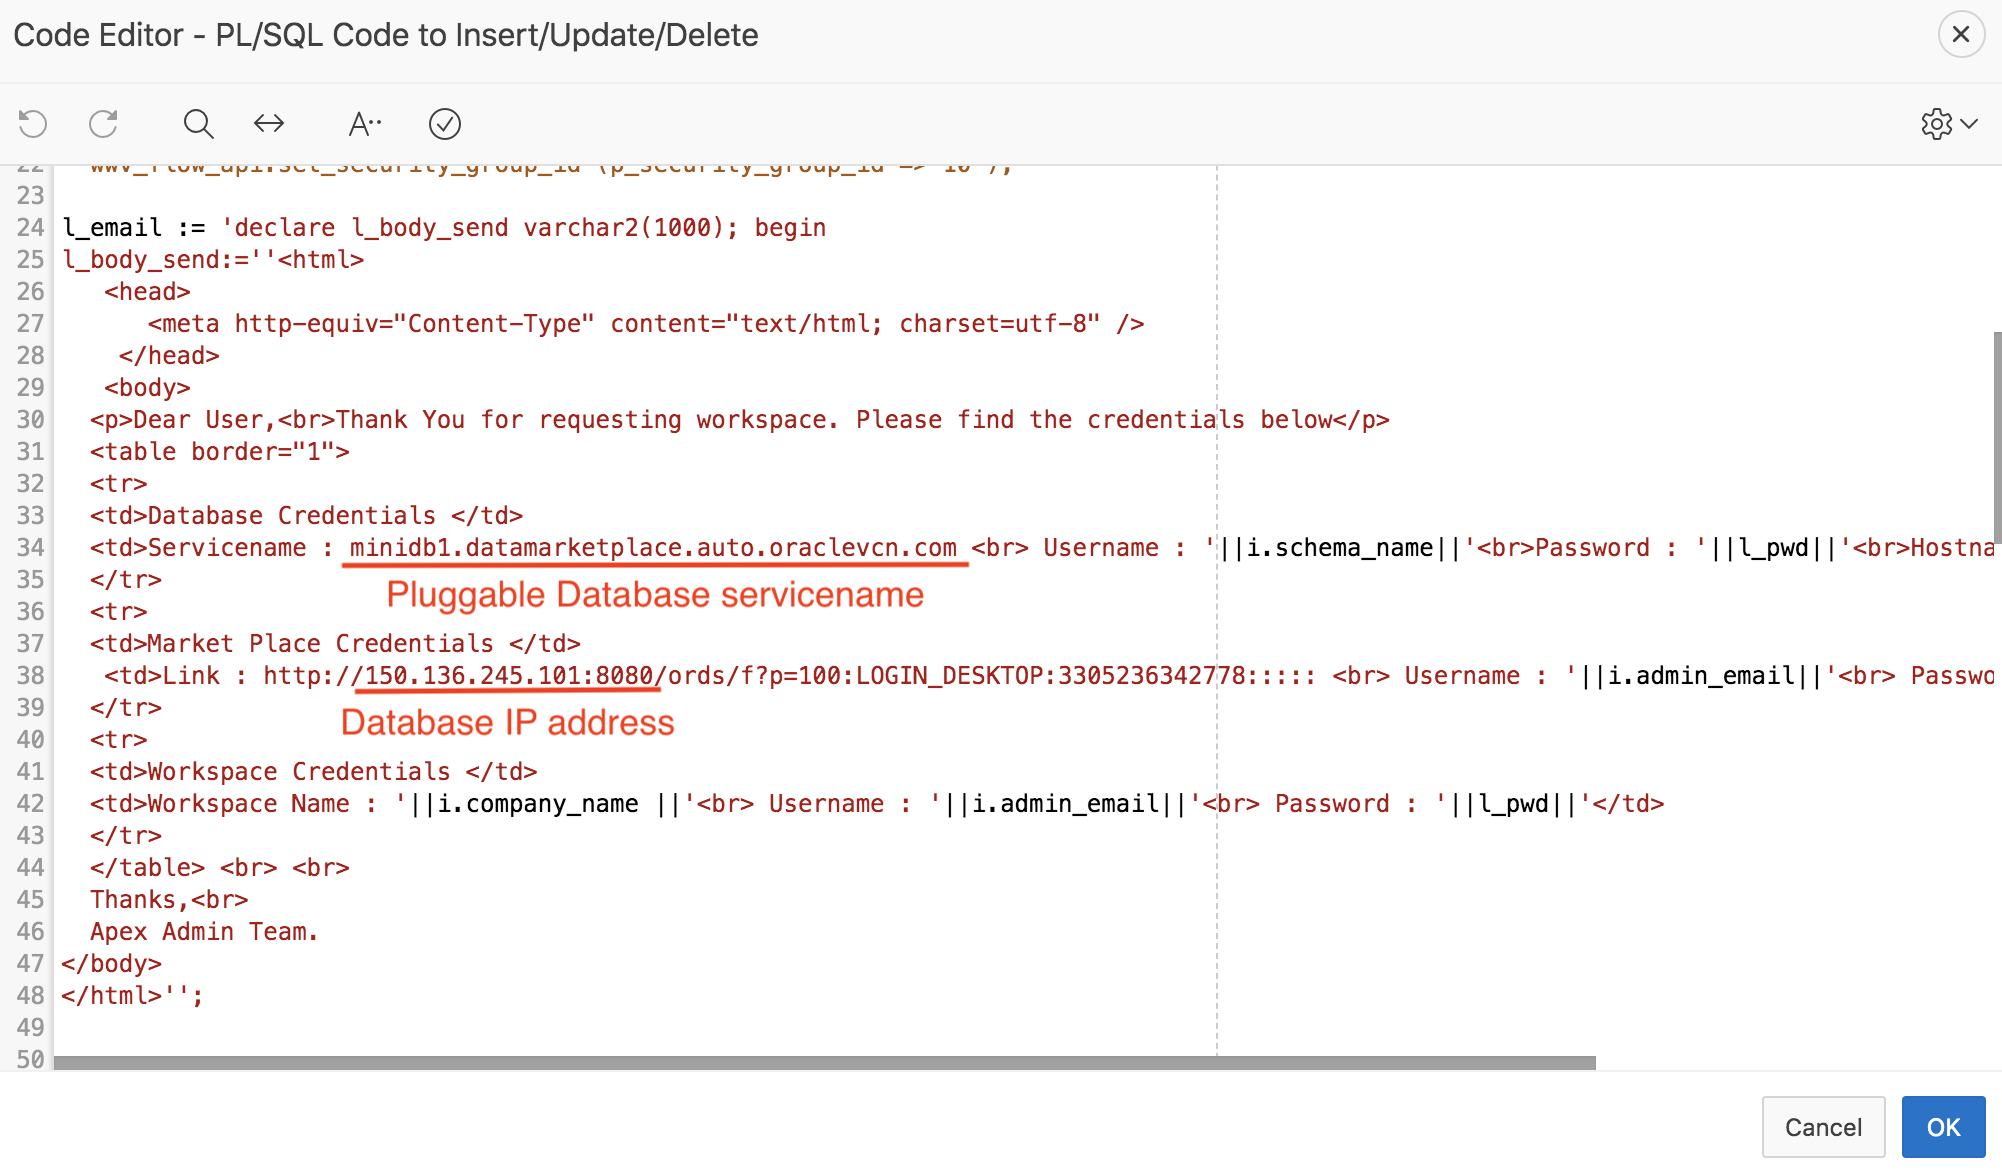 Code Editor - PL/SQL Code to Insert/Update/Delete
A
22 wwv_flow_api.set_security_group_id (p_security_group_id => 10 );
23
24 l_email := 'declare l_body_send varchar2(1000); begin
25 l_body_send:=''<html>
26 <head>
27 <meta http-equiv="Content-Type" content="text/html; charset=utf-8" />
28 </head>
29 <body>
30 <p>Dear User,<br>Thank You for requesting workspace. Please find the credentials below</p>
31 <table border="1">
32 <tr>
33 <td>Database Credentials </td>
34 <td>Servicename : minidb1.datamarketplace.auto.oraclevcn.com <br> Username : '||i.schema_name||'<br>Password : '||l_pwd||'<br>Hostna
35 </tr>
Pluggable Database servicename
36 <tr>
37 <td>Market Place Credentials </td>
38 <td>Link : http://150.136.245.101:8080/ords/f?p=100:LOGIN_DESKTOP:3305236342778::::: <br> Username : '||i.admin_email||'<br> Passwo
39 </tr>
Database IP address
40 <tr>
41 <td>Workspace Credentials </td>
42 <td>Workspace Name : '||i.company_name ||'<br> Username : '||i.admin_email||'<br> Password : '||l_pwd||'</td>
43 </tr>
44 </table> <br> <br>
45 Thanks,<br>
46 Apex Admin Team.
47 </body>
48 </html>'';
49
50
Cancel
OK